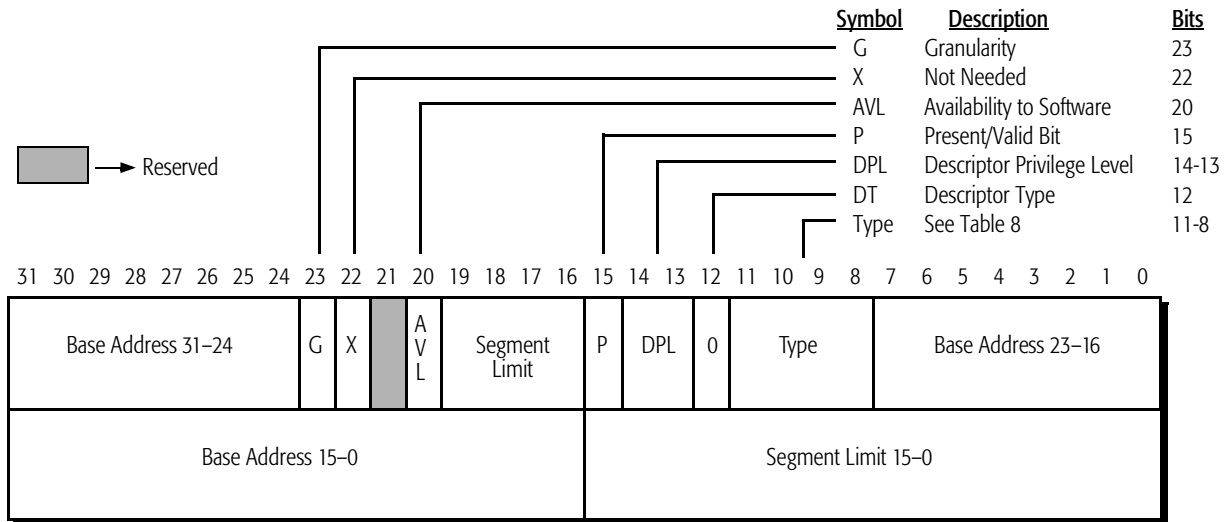 Symbol Description Bits
G Granularity 23
X Not Needed 22
AVL Availability to Software 20
P Present/Valid Bit 15
DPL Descriptor Privilege Level 14-13
DT Descriptor Type 12
Type See Table 8 11-8
Reserved
31 30 29 28 27 26 25 24 23 22 21 20 19 18 17 16 15 14 13 12 11 10 9 8 7 6 5 4 3 2 1 0
Base Address 31–24
G
X
A
V
L
Segment
Limit
P
DPL
0
Type
Base Address 23–16
Base Address 15–0
Segment Limit 15–0